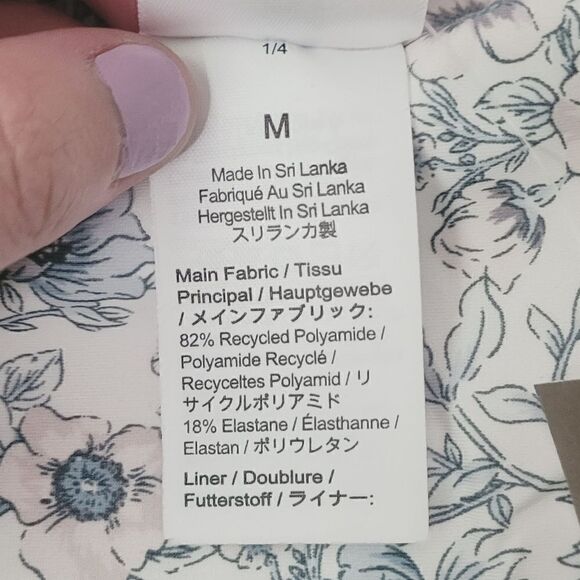 1/4
M
Made In Sri Lanka
Fabriqué Au Sri Lanka
Hergestellt In Sri Lanka
スリランカ製
Main Fabric / Tissu
Principal / Hauptgewebe
/ メインファブリック:
82% Recycled Polyamide /
Polyamide Recyclé /
Recyceltes Polyamid / リ
サイクルポリアミド
18% Elastane / Élasthanne /
Elastan / ポリウレタン
Liner / Doublure /
Futterstoff / ライナー: